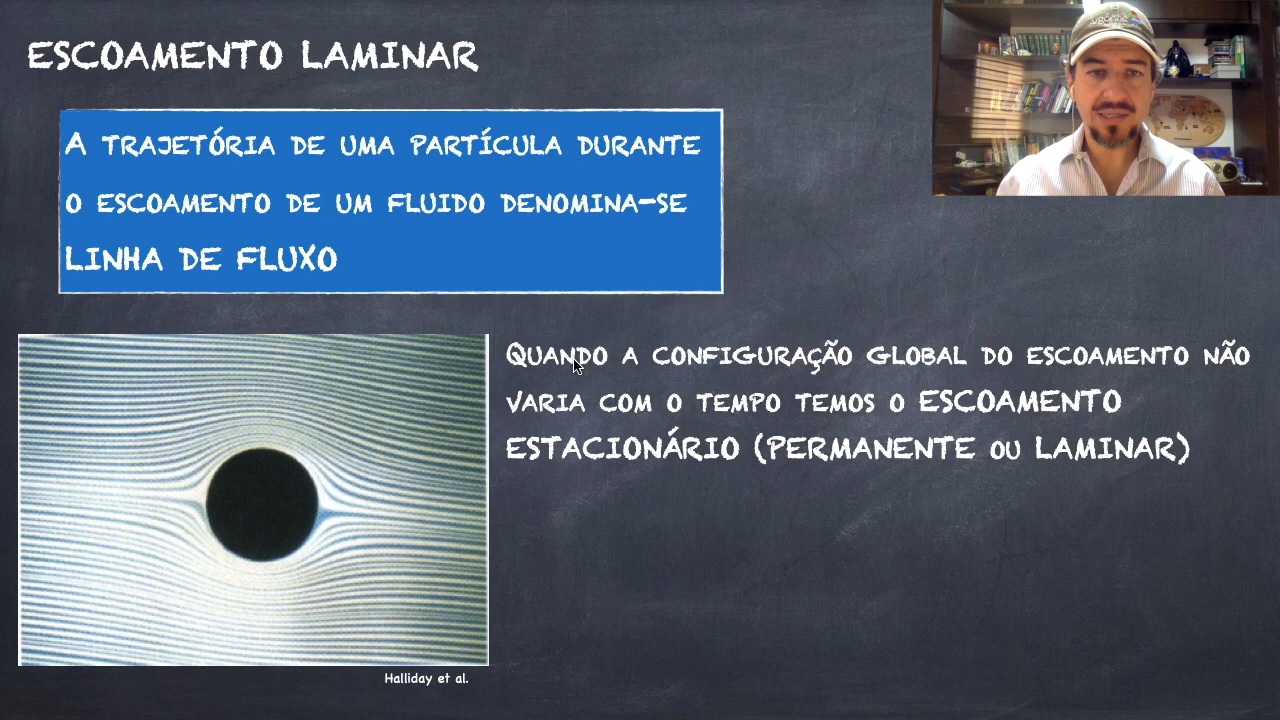 ESCOAMENTO LAMINAR
A TRAJETÓRIA DE UMA PARTÍCULA DURANTE
O ESCOAMENTO DE UM FLUIDO DENOMINA-SE
LINHA DE FLUXO
QUANDO A CONFIGURAÇÃO GLOBAL DO ESCOAMENTO NÃO
VARIA COM O TEMPO TEMOS O ESCOAMENTO
ESTACIONÁRIO (PERMANENTE OU LAMINAR)
Halliday et al.